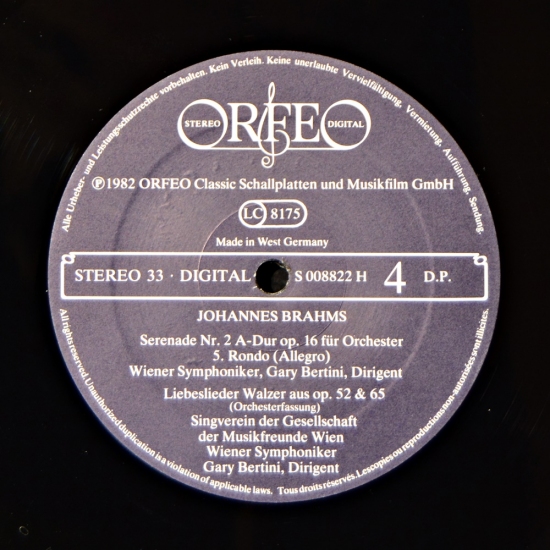 Alle Urheber- und Leistungsschutzrechte vorbehalten. Kein Verleih. Keine unerlaubte Vervielfältigung, Vermietung, Aufführung, Sendung.
STEREO ORFEO DIGITAL
Ⓟ1982 ORFEO Classic Schallplatten und Musikfilm GmbH
LC 8175
Made in West Germany
STEREO 33 · DIGITAL S 008822 H 4 D.P.
JOHANNES BRAHMS
Serenade Nr. 2 A-Dur op. 16 für Orchester
5. Rondo (Allegro)
Wiener Symphoniker, Gary Bertini, Dirigent
Liebeslieder Walzer aus op. 52 & 65
(Orchesterfassung)
Singverein der Gesellschaft
der Musikfreunde Wien
Wiener Symphoniker
Gary Bertini, Dirigent
All rights reserved. Unauthorized duplication is a violation of applicable laws. Tous droits réservés. Les copies ou reproductions non-autorisées sont illicites.